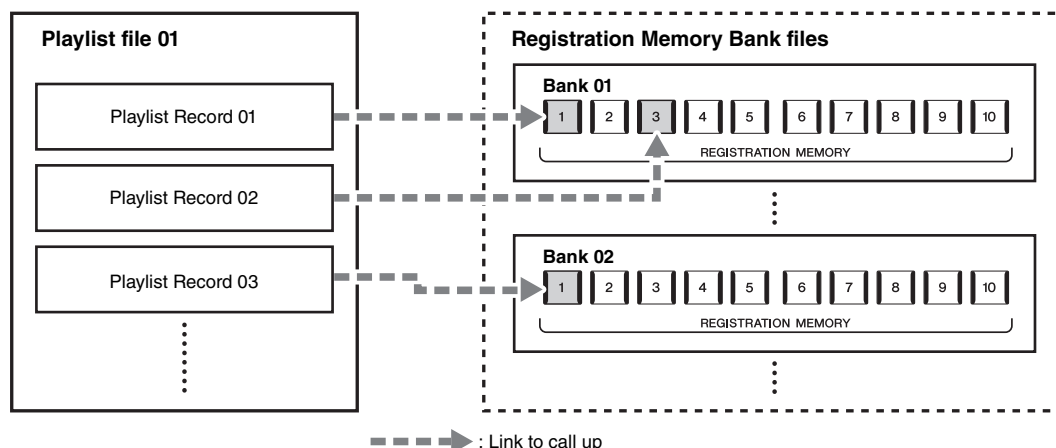 Playlist file 01
Playlist Record 01
Playlist Record 02
Playlist Record 03
Registration Memory Bank files
Bank 01
1 2 3 4 5 6 7 8 9 10
REGISTRATION MEMORY
Bank 02
1 2 3 4 5 6 7 8 9 10
REGISTRATION MEMORY
: Link to call up